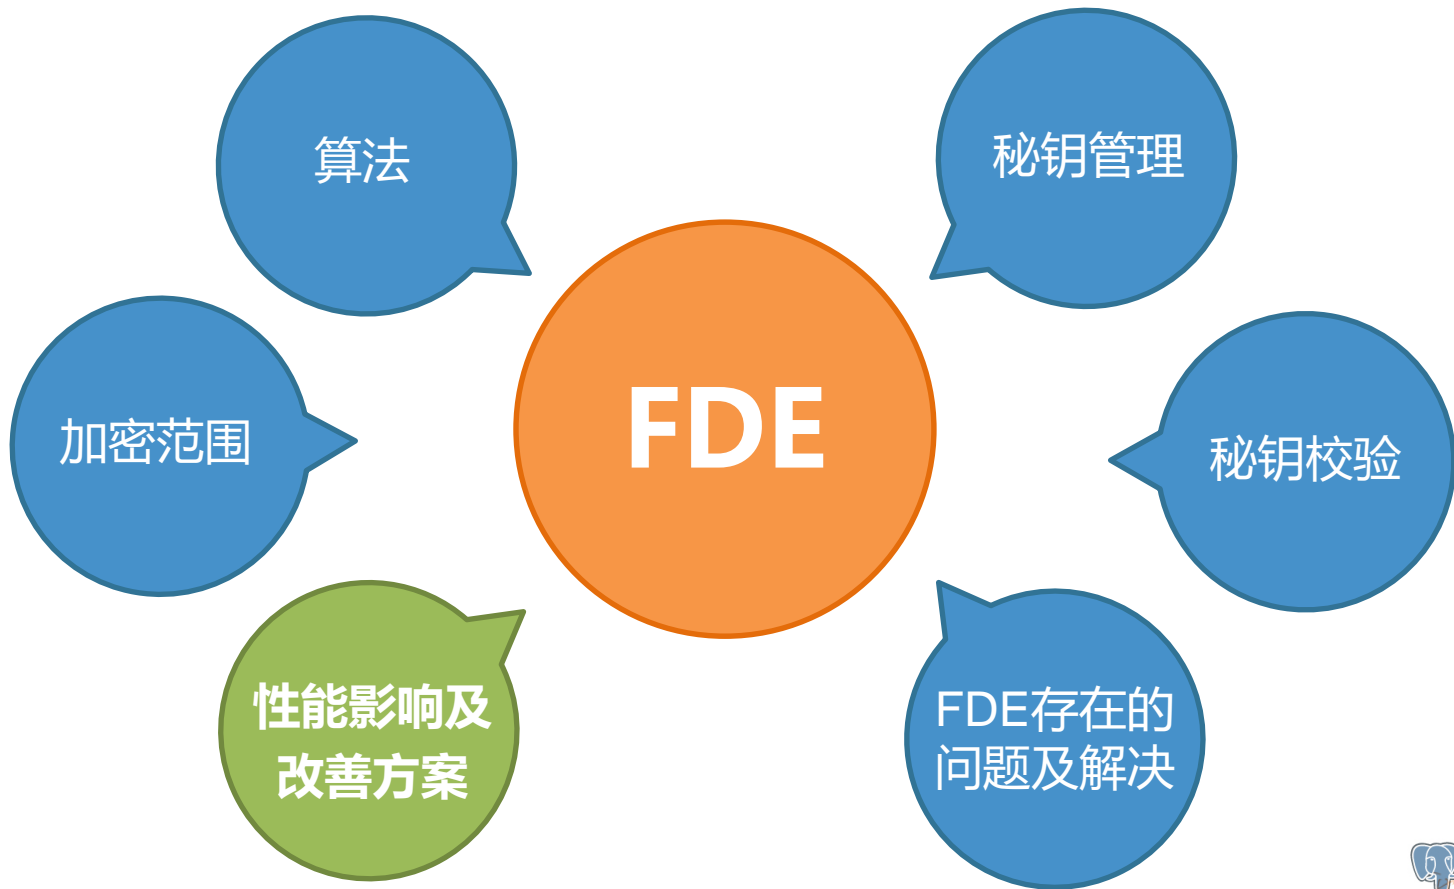 算法
秘钥管理
FDE
加密范围
秘钥校验
性能影响及
改善方案
FDE存在的
问题及解决